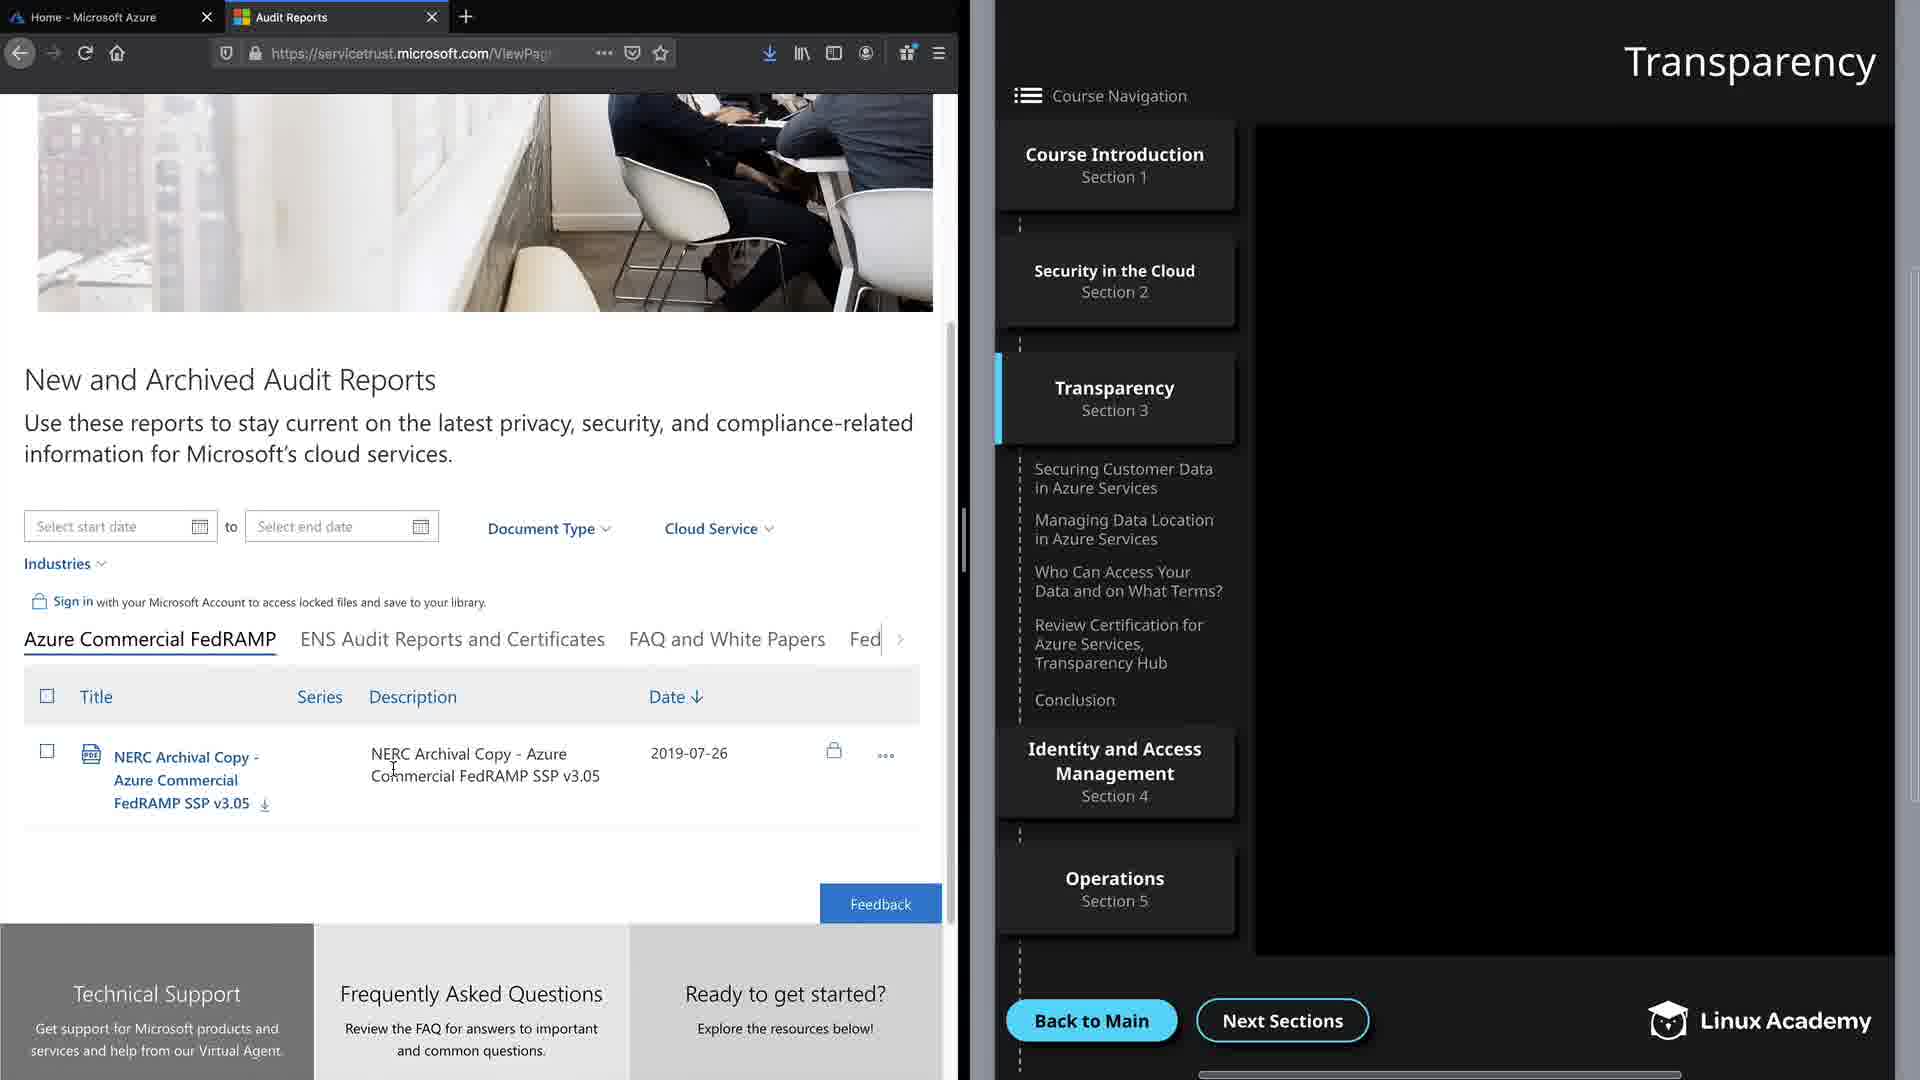 Home - Microsoft Azure
Audit Reports
https://servicetrust.microsoft.com/ViewPag
New and Archived Audit Reports
Use these reports to stay current on the latest privacy, security, and compliance-related
information for Microsoft's cloud services.
Select start date
to
Select end date
Document Type
Cloud Service
Industries
Sign in with your Microsoft Account to access locked files and save to your library.
Azure Commercial FedRAMP
ENS Audit Reports and Certificates
FAQ and White Papers
Fed
Title
Series
Description
Date
PDF
NERC Archival Copy -
Azure Commercial
FedRAMP SSP v3.05
NERC Archival Copy - Azure
Commercial FedRAMP SSP v3.05
2019-07-26
Feedback
Technical Support
Get support for Microsoft products and
services and help from our Virtual Agent.
Frequently Asked Questions
Review the FAQ for answers to important
and common questions.
Ready to get started?
Explore the resources below!
Transparency
Course Navigation
Course Introduction
Section 1
Security in the Cloud
Section 2
Transparency
Section 3
Securing Customer Data
in Azure Services
Managing Data Location
in Azure Services
Who Can Access Your
Data and on What Terms?
Review Certification for
Azure Services,
Transparency Hub
Conclusion
Identity and Access
Management
Section 4
Operations
Section 5
Back to Main
Next Sections
Linux Academy